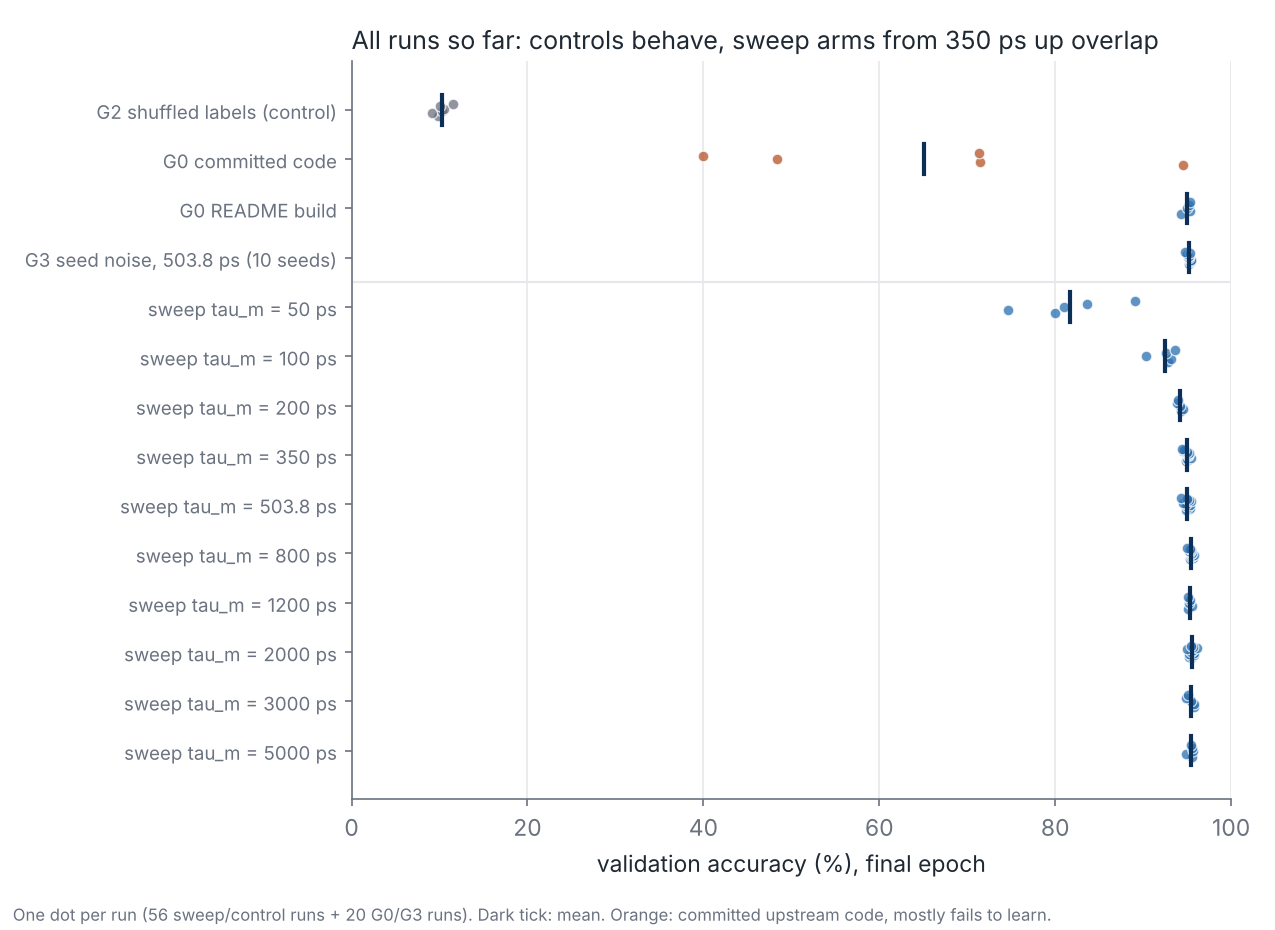 All runs so far: controls behave, sweep arms from 350 ps up overlap
G2 shuffled labels (control)
G0 committed code
G0 README build
G3 seed noise, 503.8 ps (10 seeds)
sweep tau_m = 50 ps
sweep tau_m = 100 ps
sweep tau_m = 200 ps
sweep tau_m = 350 ps
sweep tau_m = 503.8 ps
sweep tau_m = 800 ps
sweep tau_m = 1200 ps
sweep tau_m = 2000 ps
sweep tau_m = 3000 ps
sweep tau_m = 5000 ps
0 20 40 60 80 100
validation accuracy (%), final epoch
One dot per run (56 sweep/control runs + 20 G0/G3 runs). Dark tick: mean. Orange: committed upstream code, mostly fails to learn.